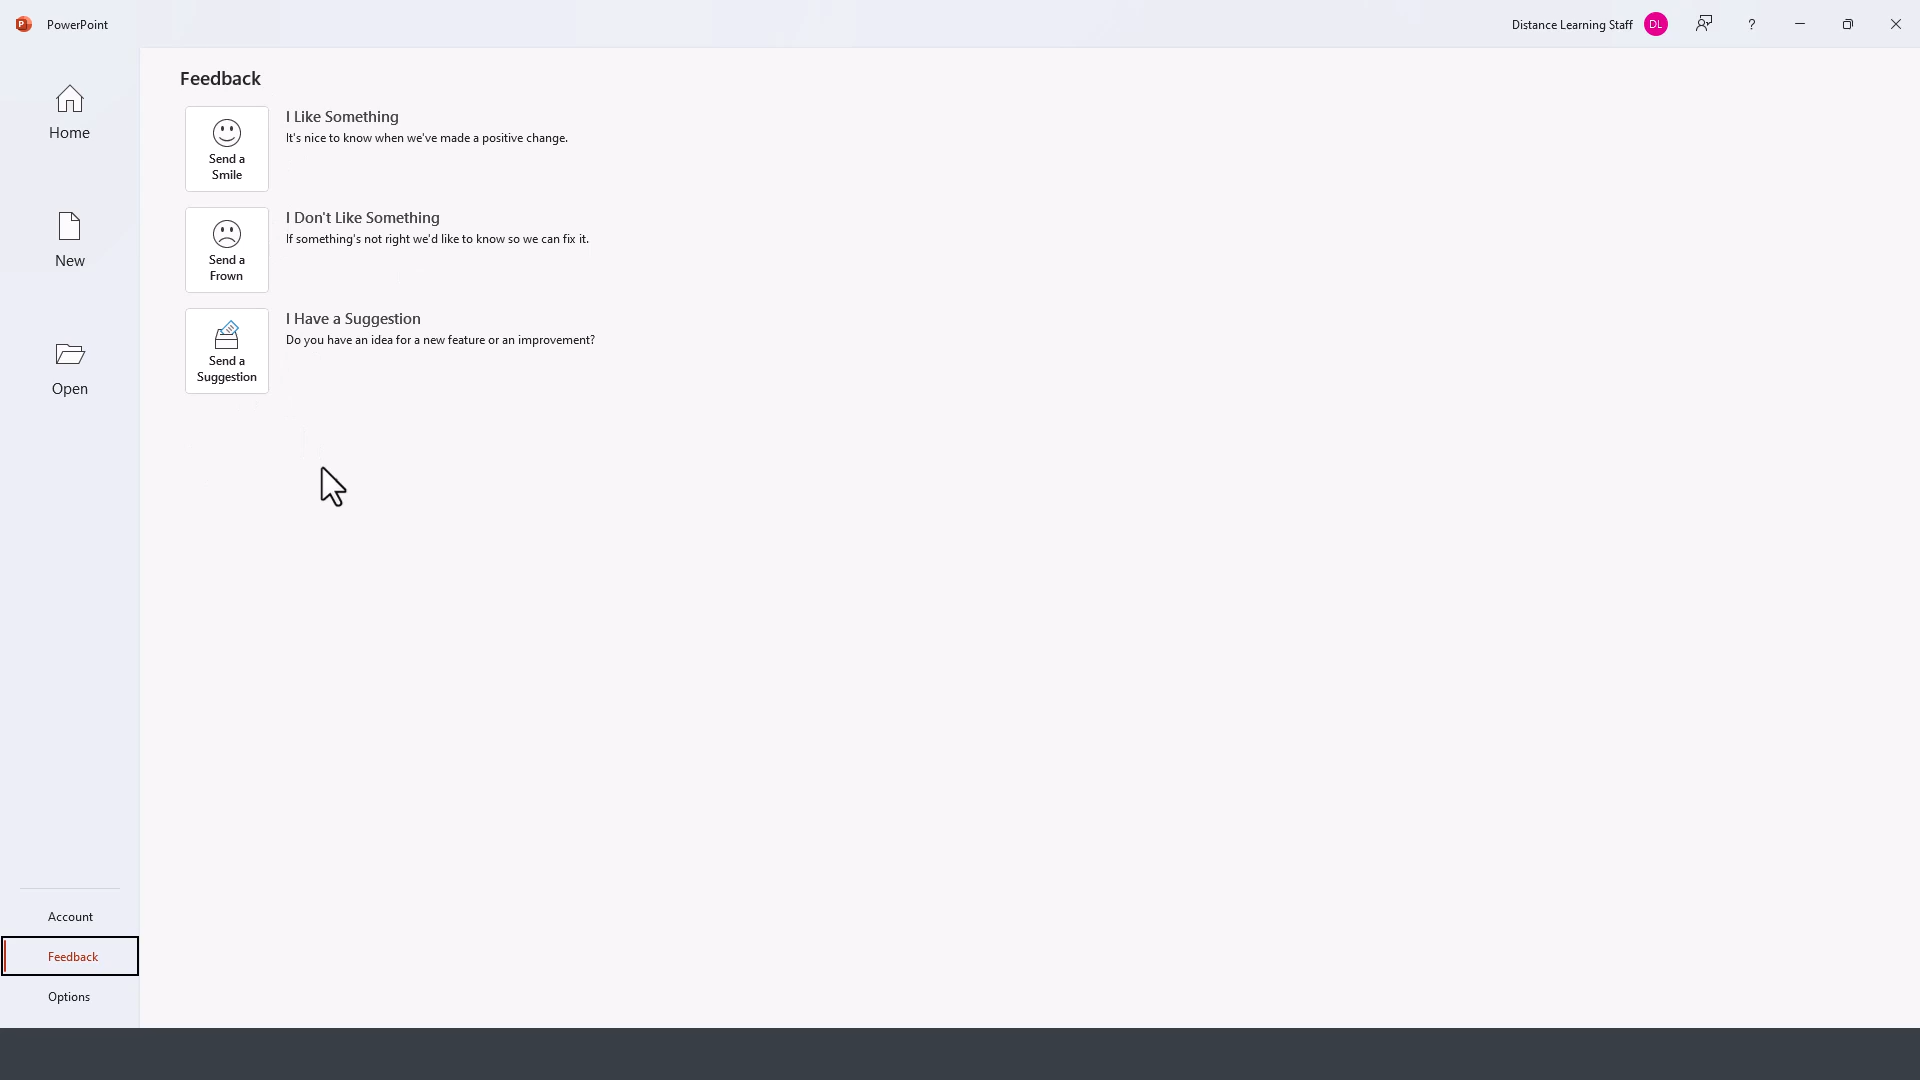 PowerPoint
Distance Learning Staff
DL
?
Home
New
Open
Account
Feedback
Options
Feedback
Send a
Smile
I Like Something
It's nice to know when we've made a positive change.
Send a
Frown
I Don't Like Something
If something's not right we'd like to know so we can fix it.
Send a
Suggestion
I Have a Suggestion
Do you have an idea for a new feature or an improvement?